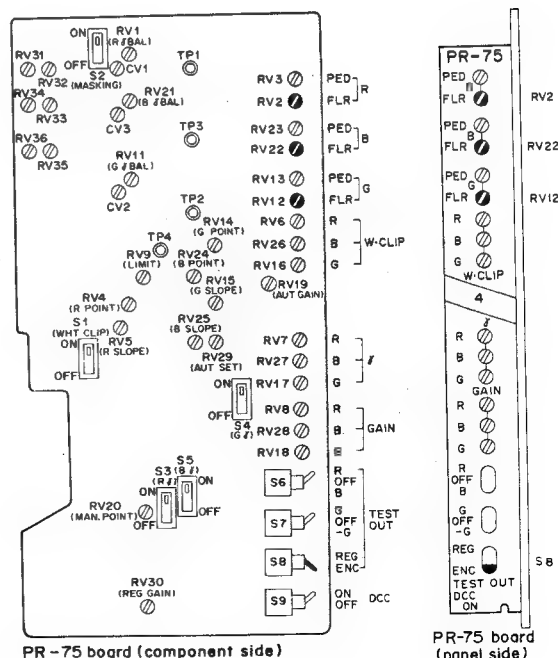 ON
RV1
(R γ BAL)
OFF
S2
(MASKING)
CV1
TP1
RV31
RV32
RV34
RV33
RV21
(B γ BAL)
CV3
RV36
RV35
TP3
RV11
(G γ BAL)
CV2
TP2
RV14
(G POINT)
TP4
RV9
(LIMIT)
RV24
(B POINT)
RV15
(G SLOPE)
RV19
(AUT GAIN)
RV4
(R POINT)
S1
(WHT CLIP)
ON
OFF
RV5
(R SLOPE)
RV25
(B SLOPE)
RV29
(AUT SET)
ON
OFF
S4
(G γ)
S5
(B γ)
S3
(R γ)
ON
ON
OFF
OFF
RV20
(MAN. POINT)
RV30
(REG GAIN)
RV3 PED
RV2 FLR
R
RV23 PED
RV22 FLR
B
RV13 PED
RV12 FLR
G
RV6 R
RV26 B
RV16 G
W-CLIP
RV7 R
RV27 B
RV17 G
γ
RV8 R
RV28 B
RV18
GAIN
S6 R
OFF
B
S7 G
OFF
-G
TEST
OUT
S8 REG
ENC
S9 ON
OFF DCC
PR-75 board (component side)
PR-75
PED
FLR
RV2
PED
B
FLR
RV22
PED
G
FLR
RV12
R
B
G
W-CLIP
4
γ
R
B
G
GAIN
R
B
G
R
OFF
B
G
OFF
-G
REG
ENC
S8
TEST OUT
DCC
ON
PR-75 board
(panel side)